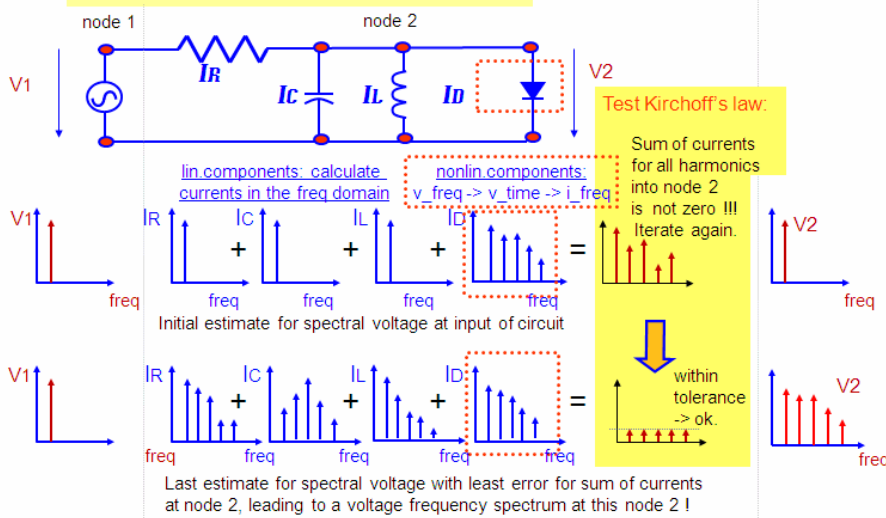 node 1
node 2
V1
IR
IC
IL
ID
V2
Test Kirchoff's law:
Sum of currents
for all harmonics
into node 2
is not zero !!!
Iterate again.
lin.components: calculate
currents in the freq domain
nonlin.components:
v_freq -> v_time -> i_freq
V1
IR
+
IC
+
IL
+
ID
=
V2
freq
freq
freq
freq
freq
freq
Initial estimate for spectral voltage at input of circuit
V1
IR
+
IC
+
IL
+
ID
=
within
tolerance
-> ok.
V2
freq
freq
freq
freq
freq
freq
Last estimate for spectral voltage with least error for sum of currents
at node 2, leading to a voltage frequency spectrum at this node 2 !